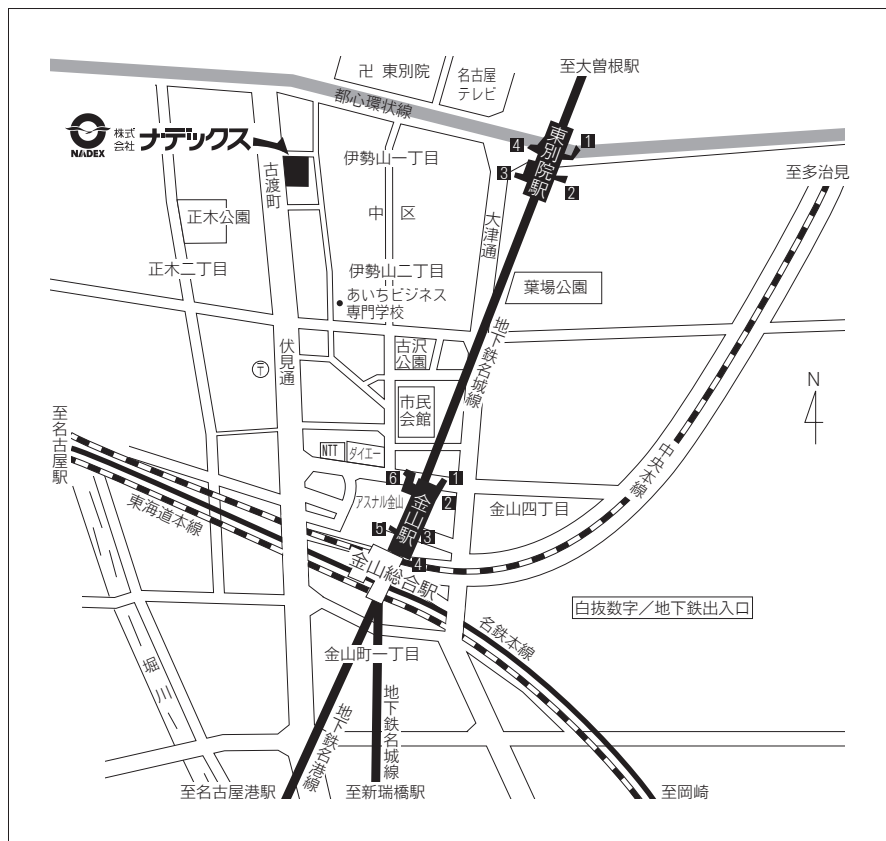 至大曽根駅
卍 東別院
名古屋
テレビ
都心環状線
4
1
東別院駅
3
2
NADEX
株式
会社
ナデックス
古渡町
伊勢山一丁目
至多治見
正木公園
中 区
大津通
正木二丁目
伊勢山二丁目
葉場公園
あいちビジネス
専門学校
地下鉄名城線
伏見通
古沢
公園
〒
市民
会館
N
至名古屋駅
NTT
ダイエー
中央本線
6
1
アスナル金山
2
金山駅
金山四丁目
東海道本線
5
3
4
金山総合駅
白抜数字／地下鉄出入口
名鉄本線
金山町一丁目
堀川
地下鉄名港線
地下鉄名城線
至名古屋港駅
至新瑞橋駅
至岡崎